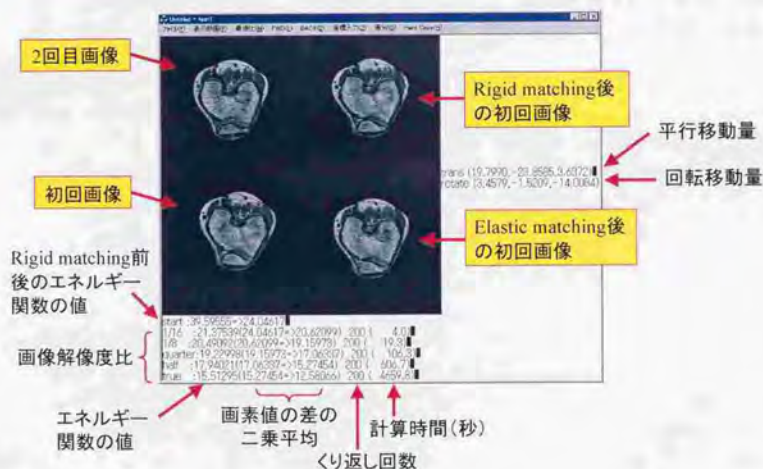 2回目画像
Rigid matching後
の初回画像
平行移動量
trans (19.7990,-28.8585,3.6372)
rotate (3.4579,-1.5209,-14.0084)
回転移動量
初回画像
Elastic matching後
の初回画像
Rigid matching前
後のエネルギー
関数の値
start :39.59555=>24.04617
1/16 :21.37539(24.04617=>20.62099) 200 ( 4.0)
1/8 :20.49092(20.62099=>19.15973) 200 ( 19.3)
quarter:19.22998(19.15973=>17.06337) 200 ( 106.3)
half :17.94021(17.06337=>15.27454) 200 ( 606.7)
true :15.51295(15.27454=>12.58066) 200 ( 4659.8)
画像解像度比
エネルギー
関数の値
画素値の差の
二乗平均
くり返し回数
計算時間(秒)